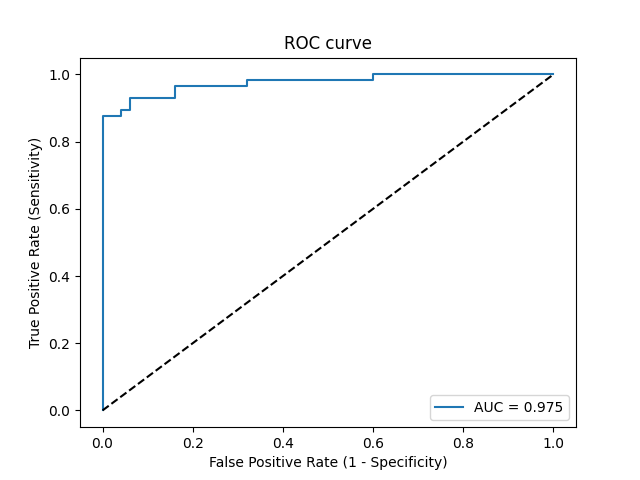 ROC curve
True Positive Rate (Sensitivity)
1.0
0.8
0.6
0.4
0.2
0.0
AUC = 0.975
0.0 0.2 0.4 0.6 0.8 1.0
False Positive Rate (1 - Specificity)